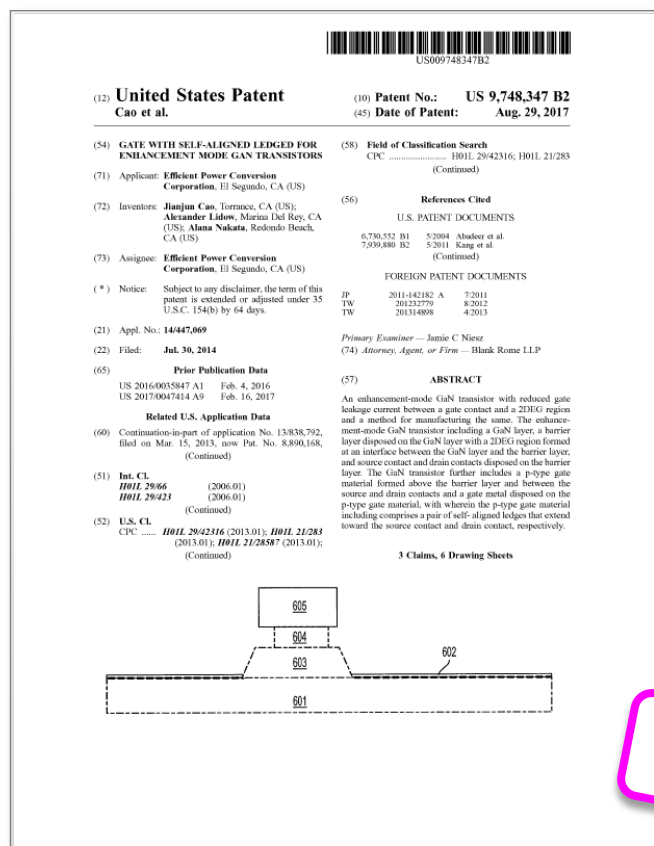 US009748347B2
(12) United States Patent
Cao et al.
(10) Patent No.: US 9,748,347 B2
(45) Date of Patent: Aug. 29, 2017
(54) GATE WITH SELF-ALIGNED LEDGED FOR
ENHANCEMENT MODE GAN TRANSISTORS
(71) Applicant: Efficient Power Conversion
Corporation, El Segundo, CA (US)
(72) Inventors: Jianjun Cao, Torrance, CA (US);
Alexander Lidow, Marina Del Rey, CA
(US); Alana Nakata, Redondo Beach,
CA (US)
(73) Assignee: Efficient Power Conversion
Corporation, El Segundo, CA (US)
( * ) Notice: Subject to any disclaimer, the term of this
patent is extended or adjusted under 35
U.S.C. 154(b) by 64 days.
(21) Appl. No.: 14/447,069
(22) Filed: Jul. 30, 2014
(65) Prior Publication Data
US 2016/0035847 A1 Feb. 4, 2016
US 2017/0047414 A9 Feb. 16, 2017
Related U.S. Application Data
(60) Continuation-in-part of application No. 13/838,792,
filed on Mar. 15, 2013, now Pat. No. 8,890,168,
(Continued)
(51) Int. Cl.
H01L 29/66 (2006.01)
H01L 29/423 (2006.01)
(Continued)
(52) U.S. Cl.
CPC ...... H01L 29/42316 (2013.01); H01L 21/283
(2013.01); H01L 21/28587 (2013.01);
(Continued)
(58) Field of Classification Search
CPC ........................ H01L 29/42316; H01L 21/283
(Continued)
(56) References Cited
U.S. PATENT DOCUMENTS
6,730,552 B1 5/2004 Abadeer et al.
7,939,880 B2 5/2011 Kang et al.
(Continued)
FOREIGN PATENT DOCUMENTS
JP 2011-142182 A 7/2011
TW 201232779 8/2012
TW 201314898 4/2013
Primary Examiner — Jamie C Niesz
(74) Attorney, Agent, or Firm — Blank Rome LLP
(57) ABSTRACT
An enhancement-mode GaN transistor with reduced gate
leakage current between a gate contact and a 2DEG region
and a method for manufacturing the same. The enhance-
ment-mode GaN transistor including a GaN layer, a barrier
layer disposed on the GaN layer with a 2DEG region formed
at an interface between the GaN layer and the barrier layer,
and source contact and drain contacts disposed on the barrier
layer. The GaN transistor further includes a p-type gate
material formed above the barrier layer and between the
source and drain contacts and a gate metal disposed on the
p-type gate material, with wherein the p-type gate material
including comprises a pair of self- aligned ledges that extend
toward the source contact and drain contact, respectively.
3 Claims, 6 Drawing Sheets
605
604
603
602
601